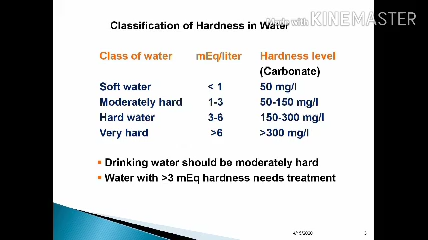 Made with KINEMASTER
Classification of Hardness in Water
Class of water mEq/liter Hardness level
(Carbonate)
Soft water < 1 50 mg/l
Moderately hard 1-3 50-150 mg/l
Hard water 3-6 150-300 mg/l
Very hard >6 >300 mg/l
Drinking water should be moderately hard
Water with >3 mEq hardness needs treatment